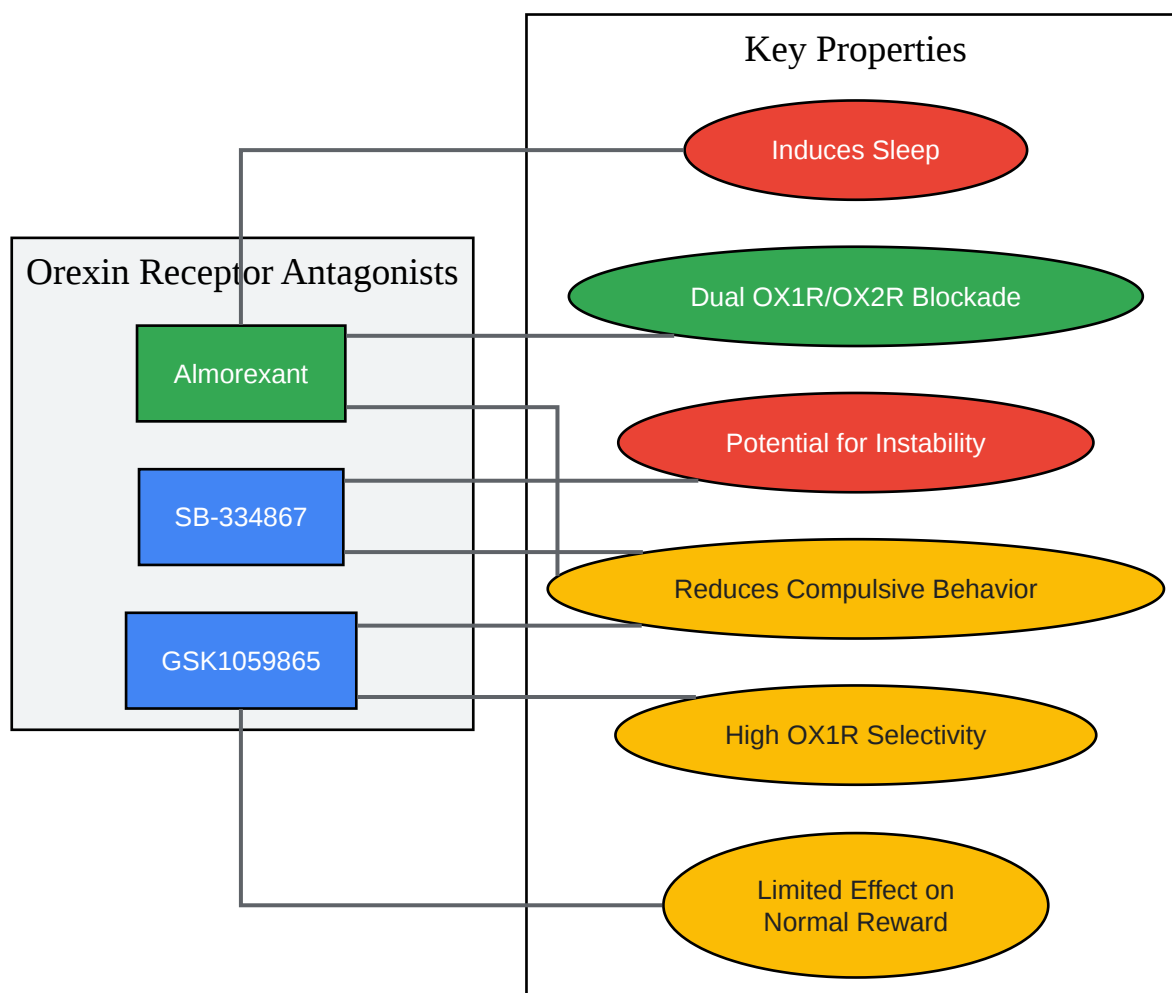 Key Properties
Induces Sleep
Orexin Receptor Antagonists
Dual OX1R/OX2R Blockade
Almorexant
Potential for Instability
SB-334867
Reduces Compulsive Behavior
GSK1059865
High OX1R Selectivity
Limited Effect on
Normal Reward